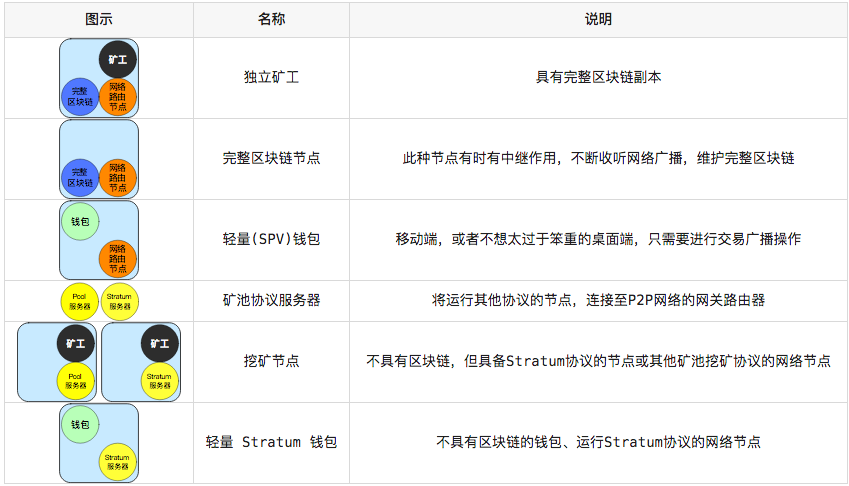 图示 名称 说明
矿工
完整
区块链
网络
路由
节点
独立矿工
具有完整区块链副本
完整
区块链
网络
路由
节点
完整区块链节点
此种节点有时有中继作用，不断收听网络广播，维护完整区块链
钱包
网络
路由
节点
轻量(SPV)钱包
移动端，或者不想太过于笨重的桌面端，只需要进行交易广播操作
Pool
服务器
Stratum
服务器
矿池协议服务器
将运行其他协议的节点，连接至P2P网络的网关路由器
矿工
Pool
服务器
矿工
Stratum
服务器
挖矿节点
不具有区块链，但具备Stratum协议的节点或其他矿池挖矿协议的网络节点
钱包
Stratum
服务器
轻量 Stratum 钱包
不具有区块链的钱包、运行Stratum协议的网络节点